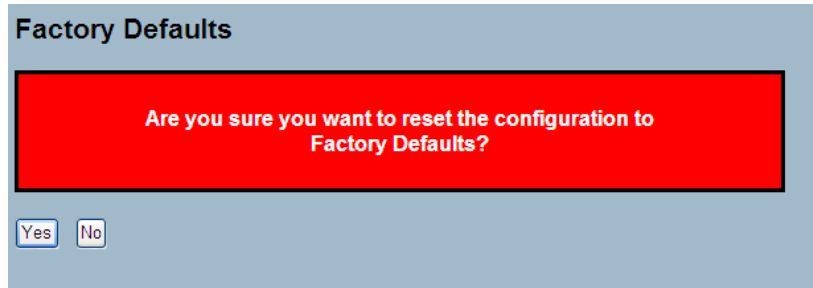 Factory Defaults
Are you sure you want to reset the configuration to
Factory Defaults?
Yes No